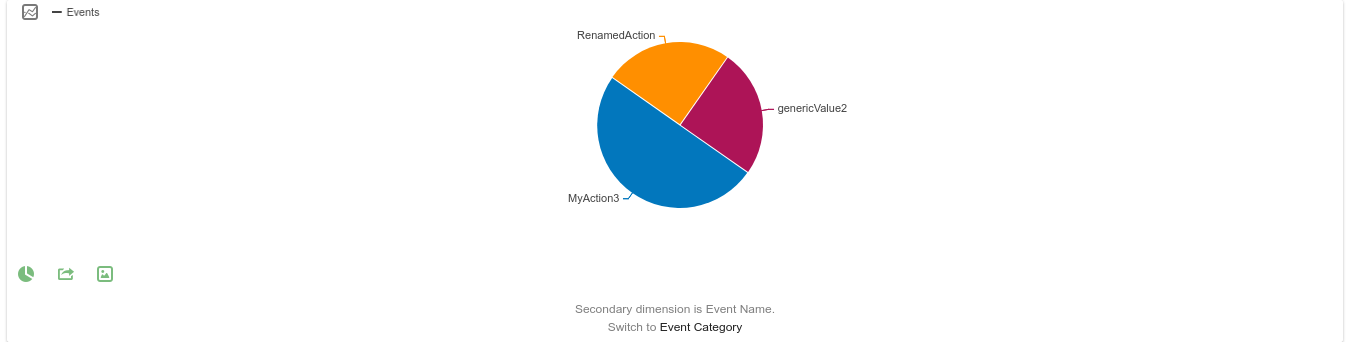 Events
RenamedAction
genericValue2
MyAction3
Secondary dimension is Event Name.
Switch to Event Category